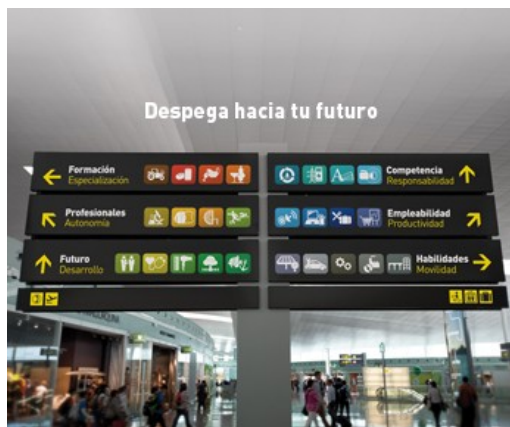 Despega hacia tu futuro
Formación
Especialización
Competencia
Responsabilidad
Profesionales
Autonomía
Empleabilidad
Productividad
Futuro
Desarrollo
Habilidades
Movilidad